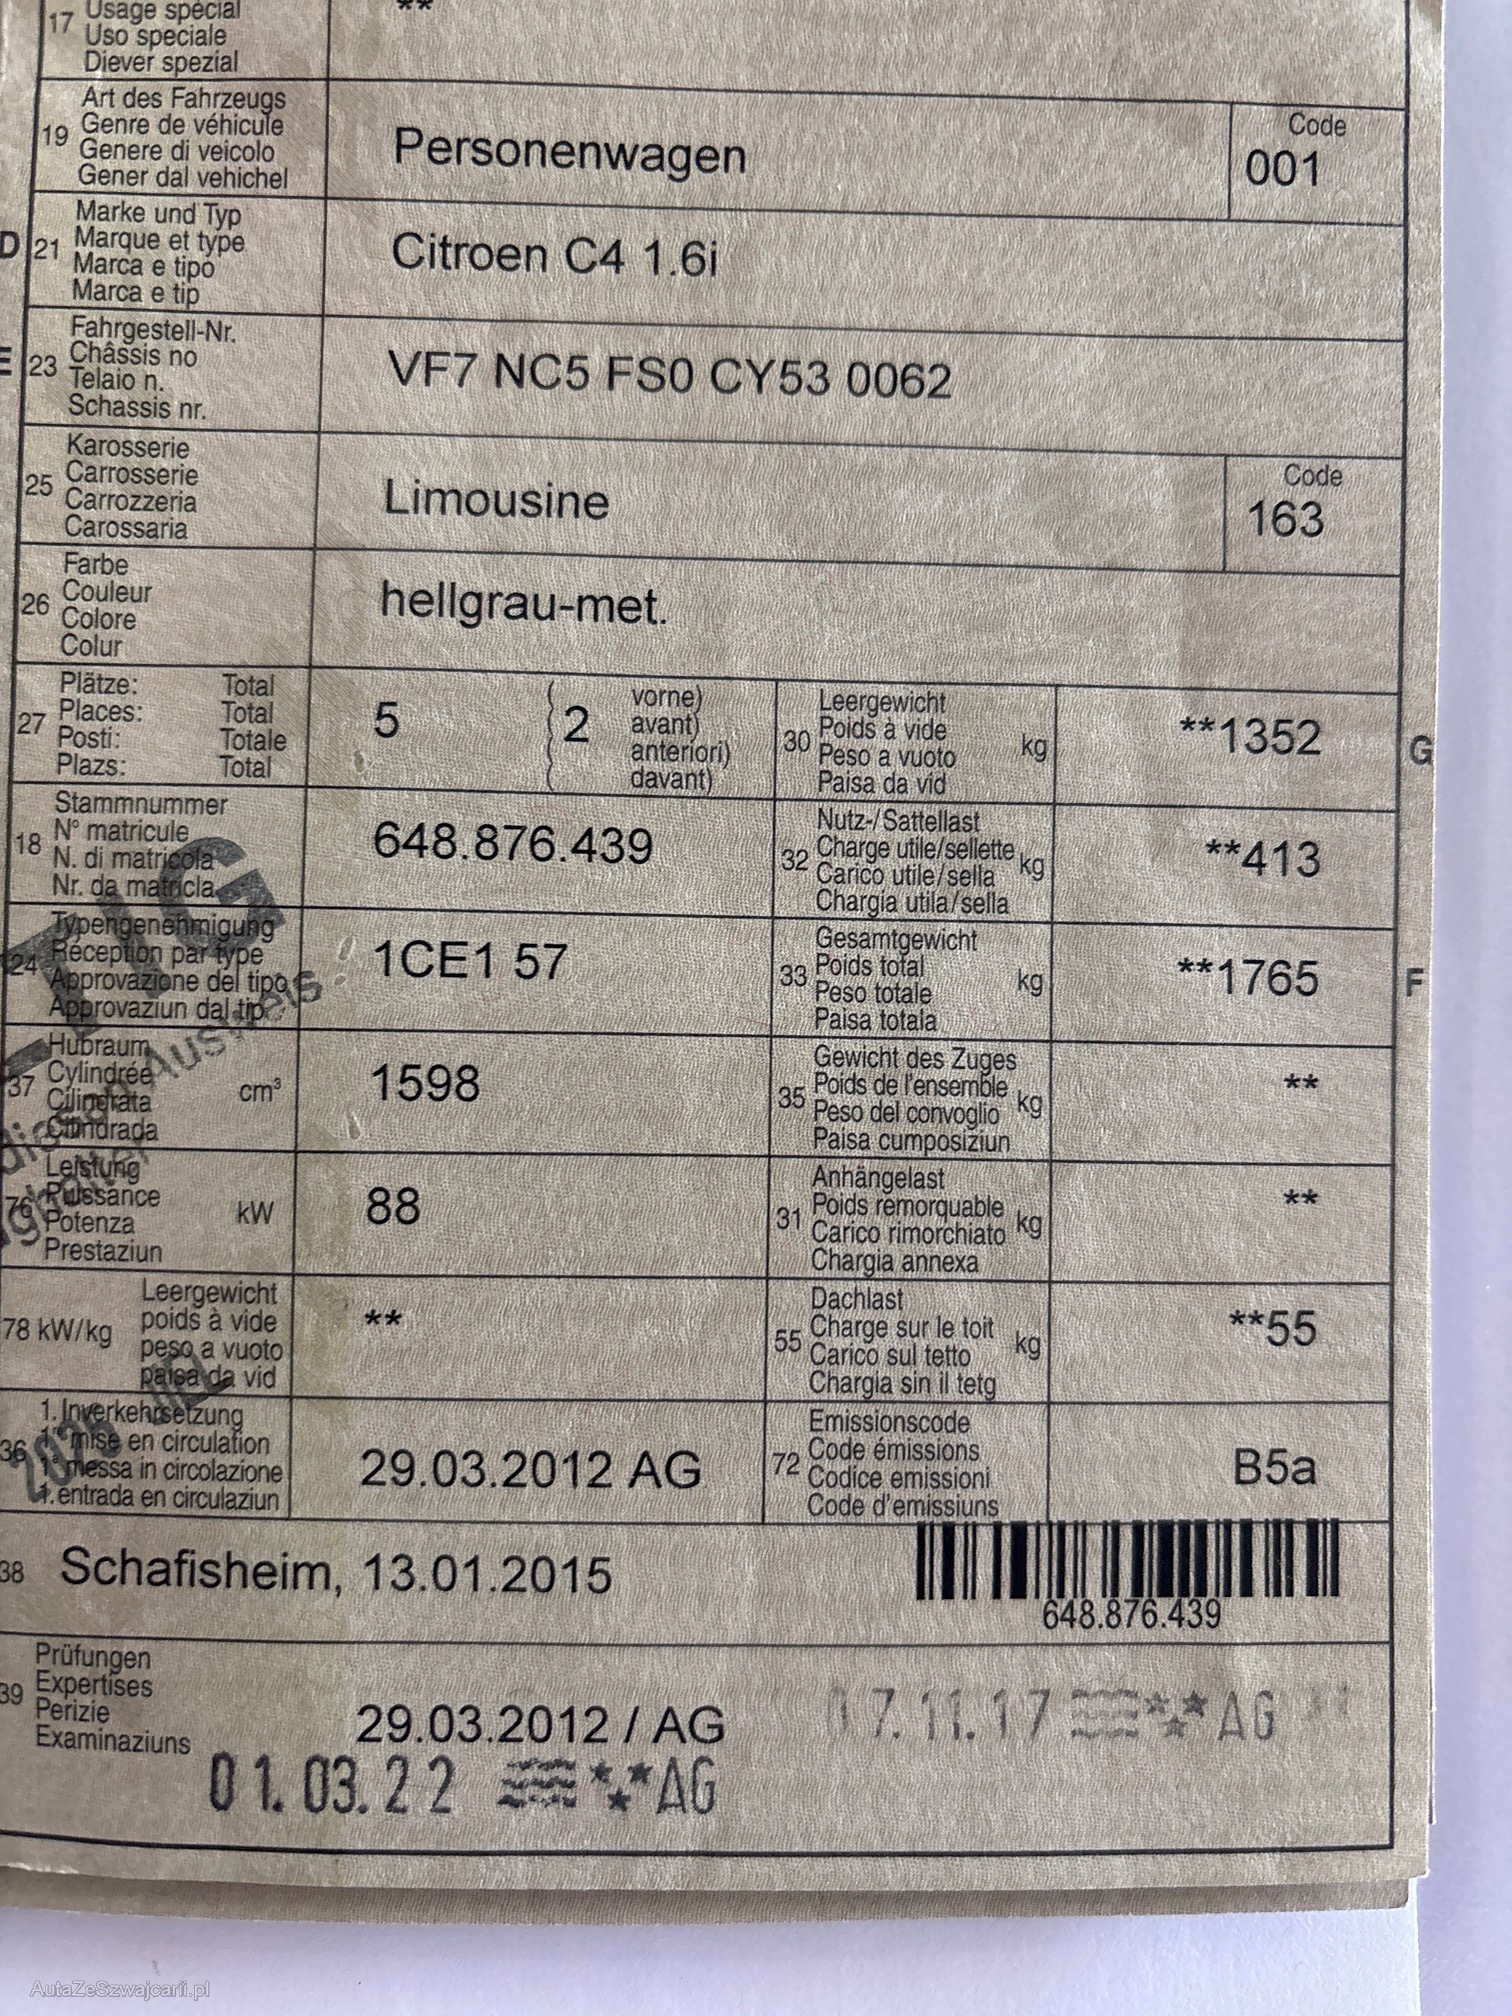 17 Usage spécial **
Uso speciale
Diever spezial
19 Art des Fahrzeugs
Genre de véhicule
Genere di veicolo
Gener dal vehichel
Personenwagen
Code
001
D 21 Marke und Typ
Marque et type
Marca e tipo
Marca e tip
Citroen C4 1.6i
E 23 Fahrgestell-Nr.
Châssis no
Telaio n.
Schassis nr.
VF7 NC5 FS0 CY53 0062
25 Karosserie
Carrosserie
Carrozzeria
Carossaria
Limousine
Code
163
26 Farbe
Couleur
Colore
Colur
hellgrau-met.
27 Plätze: Total
Places: Total
Posti: Totale
Plazs: Total
5 ( 2 vorne)
avant)
anteriori)
davant)
30 Leergewicht
Poids à vide
Peso a vuoto
Paisa da vid
kg **1352 G
18 Stammnummer
N° matricule
N. di matricola
Nr. da matricla
648.876.439
32 Nutz-/Sattellast
Charge utile/sellette
Carico utile/sella
Chargia utila/sella
kg **413
24 Typengenehmigung
Réception par type
Approvazione del tipo
Approvaziun dal tip
1CE1 57
33 Gesamtgewicht
Poids total
Peso totale
Paisa totala
kg **1765 F
37 Hubraum
Cylindrée
Cilindrata
Cilindrada
cm³ 1598
35 Gewicht des Zuges
Poids de l'ensemble
Peso del convoglio
Paisa cumposiziun
kg **
76 Leistung
Puissance
Potenza
Prestaziun
kW 88
31 Anhängelast
Poids remorquable
Carico rimorchiato
Chargia annexa
kg **
78 kW/kg Leergewicht
poids à vide
peso a vuoto
paisa da vid
**
55 Dachlast
Charge sur le toit
Carico sul tetto
Chargia sin il tetg
kg **55
36 1. Inverkehrsetzung
1re mise en circulation
1a messa in circolazione
1. entrada en circulaziun
29.03.2012 AG
72 Emissionscode
Code émissions
Codice emissioni
Code d'emissiuns
B5a
38 Schafisheim, 13.01.2015
648.876.439
39 Prüfungen
Expertises
Perizie
Examinaziuns
29.03.2012 / AG
07.11.17 AG
01.03.22 AG
Ausweis
AutaZeSzwajcarii.pl